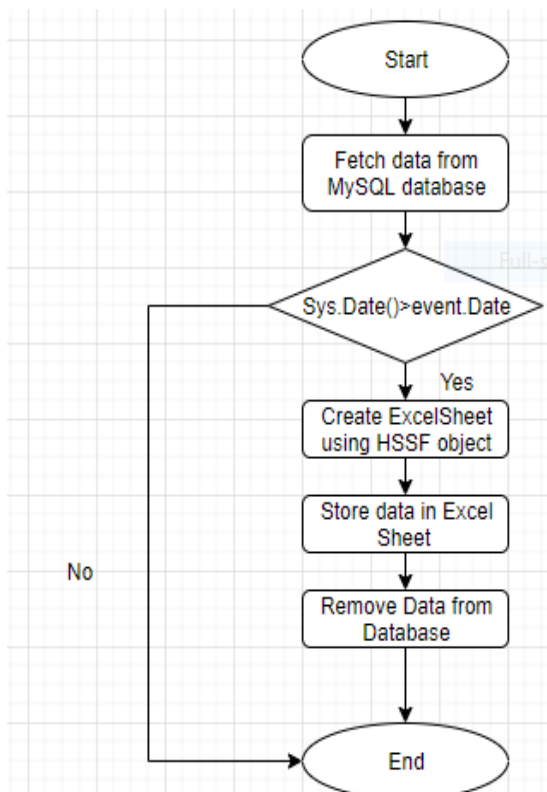 Start
Fetch data from
MySQL database
Full-s
Sys.Date()>event.Date
Yes
Create ExcelSheet
using HSSF object
Store data in Excel
Sheet
No
Remove Data from
Database
End